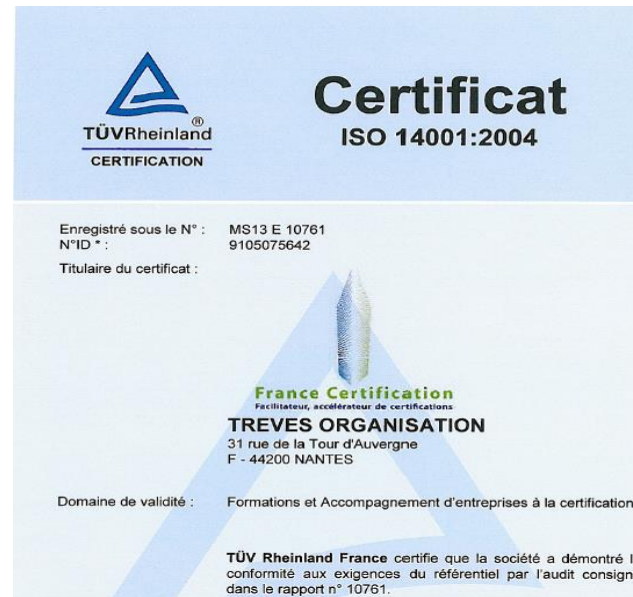 Certificat
ISO 14001:2004
TÜVRheinland®
CERTIFICATION
Enregistré sous le N° : MS13 E 10761
N°ID * : 9105075642
Titulaire du certificat :
France Certification
Facilitateur, accélérateur de certifications
TREVES ORGANISATION
31 rue de la Tour d'Auvergne
F - 44200 NANTES
Domaine de validité : Formations et Accompagnement d'entreprises à la certification
TÜV Rheinland France certifie que la société a démontré l
conformité aux exigences du référentiel par l'audit consign
dans le rapport n° 10761.